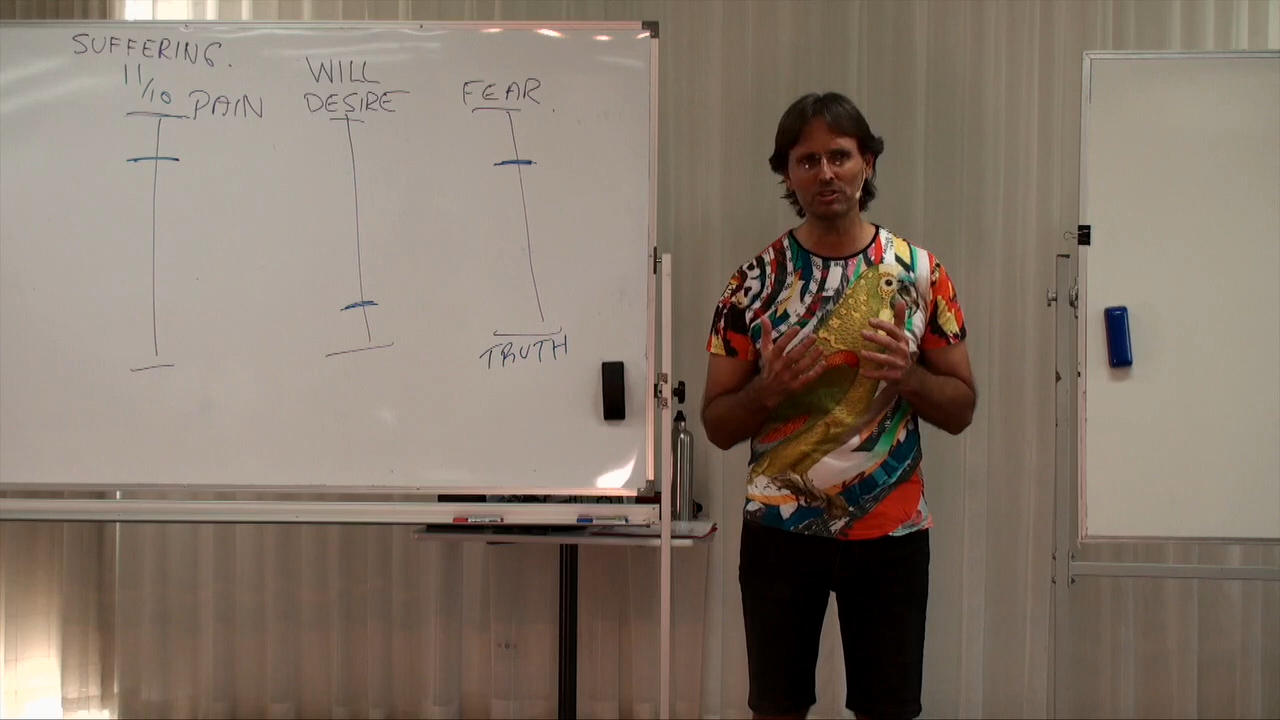 SUFFERING.
11/10 PAIN
WILL
DESIRE
FEAR.
TRUTH